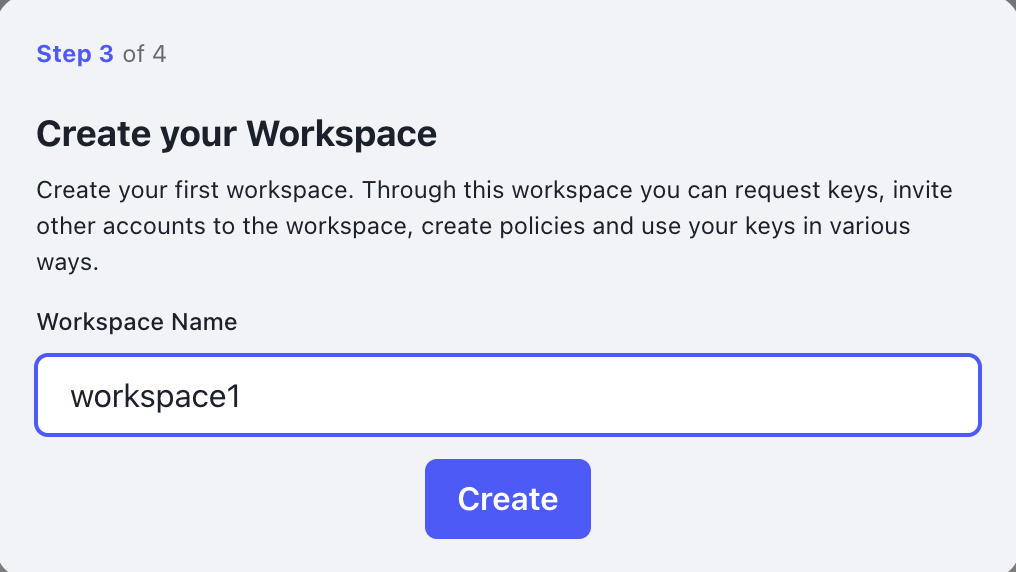 Step 3 of 4
Create your Workspace
Create your first workspace. Through this workspace you can request keys, invite
other accounts to the workspace, create policies and use your keys in various
ways.
Workspace Name
workspace1
Create